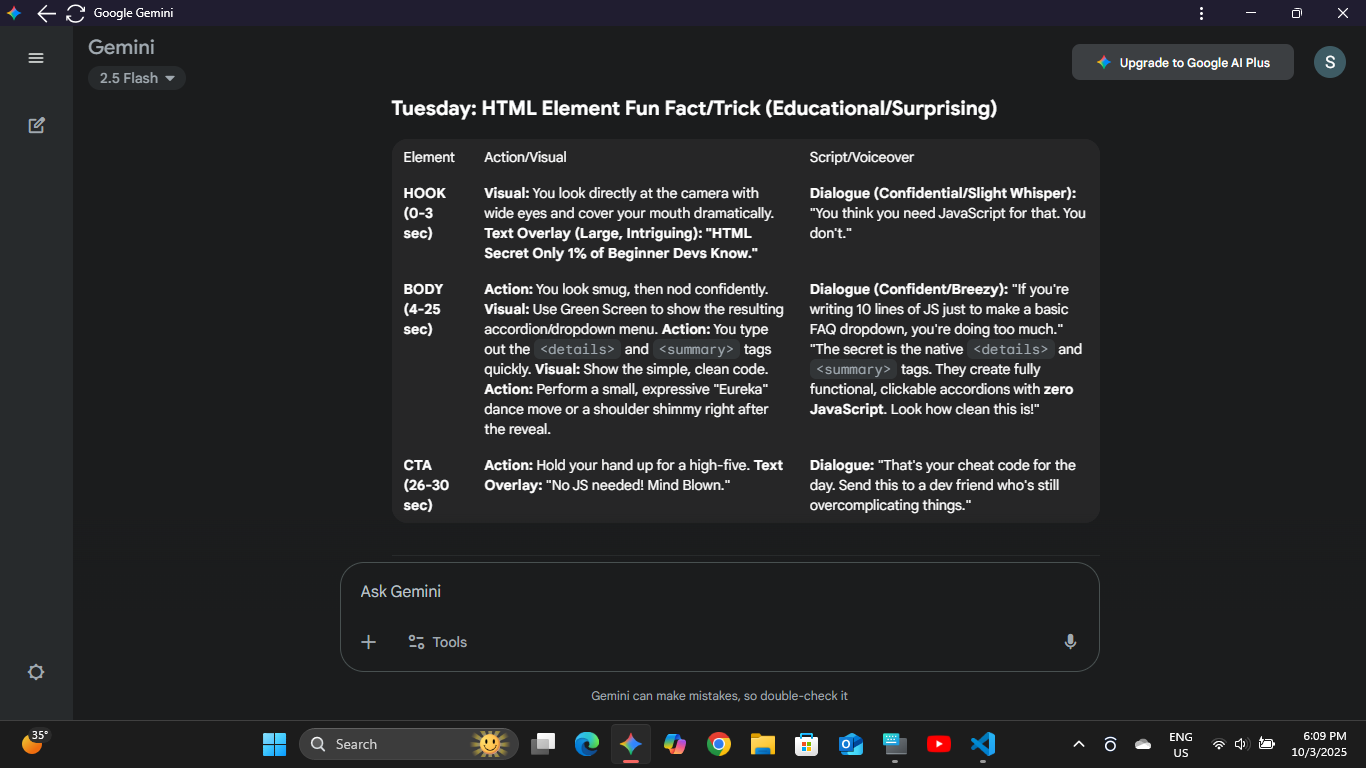 Google Gemini
Gemini
2.5 Flash
Upgrade to Google AI Plus
S
Tuesday: HTML Element Fun Fact/Trick (Educational/Surprising)
Element
Action/Visual
Script/Voiceover
HOOK
(0-3
sec)
Visual: You look directly at the camera with
wide eyes and cover your mouth dramatically.
Text Overlay (Large, Intriguing): "HTML
Secret Only 1% of Beginner Devs Know."
Dialogue (Confidential/Slight Whisper):
"You think you need JavaScript for that. You
don't."
BODY
(4-25
sec)
Action: You look smug, then nod confidently.
Visual: Use Green Screen to show the resulting
accordion/dropdown menu. Action: You type
out the <details> and <summary> tags
quickly. Visual: Show the simple, clean code.
Action: Perform a small, expressive "Eureka"
dance move or a shoulder shimmy right after
the reveal.
Dialogue (Confident/Breezy): "If you're
writing 10 lines of JS just to make a basic
FAQ dropdown, you're doing too much."
"The secret is the native <details> and
<summary> tags. They create fully
functional, clickable accordions with zero
JavaScript. Look how clean this is!"
CTA
(26-30
sec)
Action: Hold your hand up for a high-five. Text
Overlay: "No JS needed! Mind Blown."
Dialogue: "That's your cheat code for the
day. Send this to a dev friend who's still
overcomplicating things."
Ask Gemini
Tools
Gemini can make mistakes, so double-check it
35°
Search
ENG
US
6:09 PM
10/3/2025